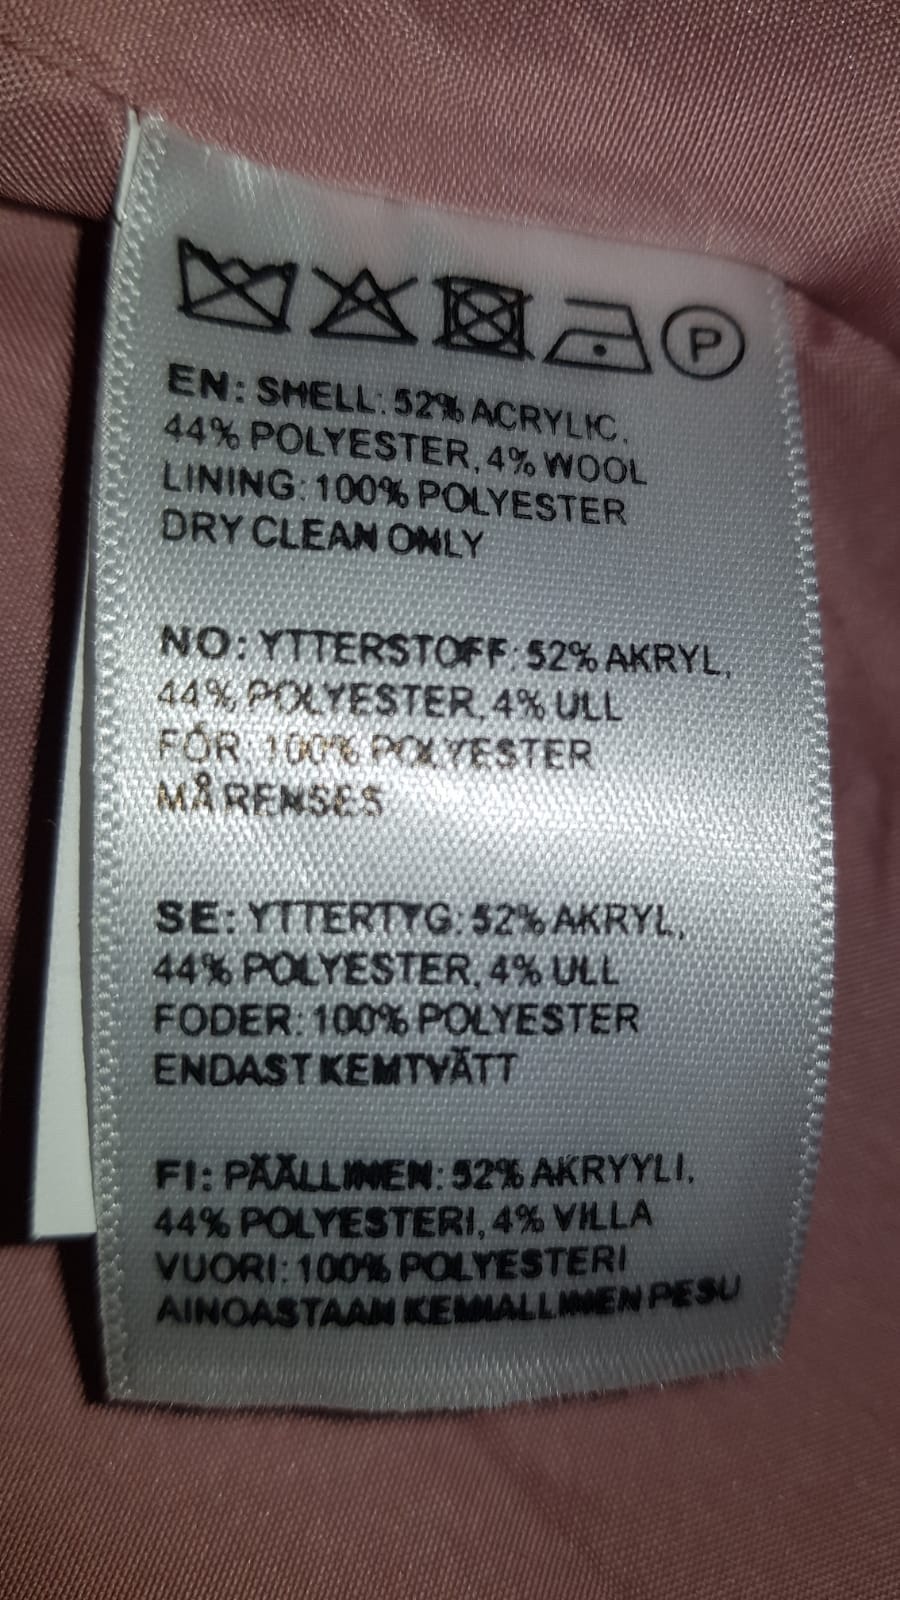 P
EN: SHELL: 52% ACRYLIC,
44% POLYESTER, 4% WOOL
LINING: 100% POLYESTER
DRY CLEAN ONLY
NO: YTTERSTOFF: 52% AKRYL,
44% POLYESTER, 4% ULL
FÓR: 100% POLYESTER
MÅ RENSES
SE: YTTERTYG: 52% AKRYL,
44% POLYESTER, 4% ULL
FODER: 100% POLYESTER
ENDAST KEMTVÄTT
FI: PÄÄLLINEN: 52% AKRYYLI,
44% POLYESTERI, 4% VILLA
VUORI: 100% POLYESTERI
AINOASTAAN KEMIALLINEN PESU